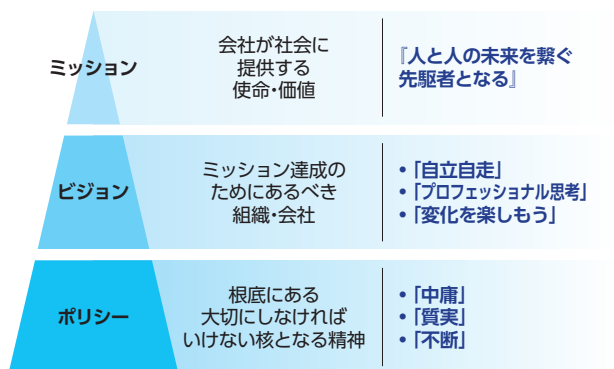 ミッション
会社が社会に
提供する
使命・価値
『人と人の未来を繋ぐ
先駆者となる』
ビジョン
ミッション達成の
ためにあるべき
組織・会社
•「自立自走」
•「プロフェッショナル思考」
•「変化を楽しもう」
ポリシー
根底にある
大切にしなければ
いけない核となる精神
•「中庸」
•「質実」
•「不断」